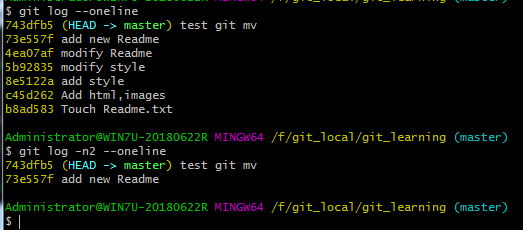 $ git log --oneline
743dfb5 (HEAD -> master) test git mv
73e557f add new Readme
4ea07af modify Readme
5b92835 modify style
8e5122a add style
c45d262 Add html,images
b8ad583 Touch Readme.txt
Administrator@WIN7U-20180622R MINGW64 /f/git_local/git_learning (master)
$ git log -n2 --oneline
743dfb5 (HEAD -> master) test git mv
73e557f add new Readme
Administrator@WIN7U-20180622R MINGW64 /f/git_local/git_learning (master)
$